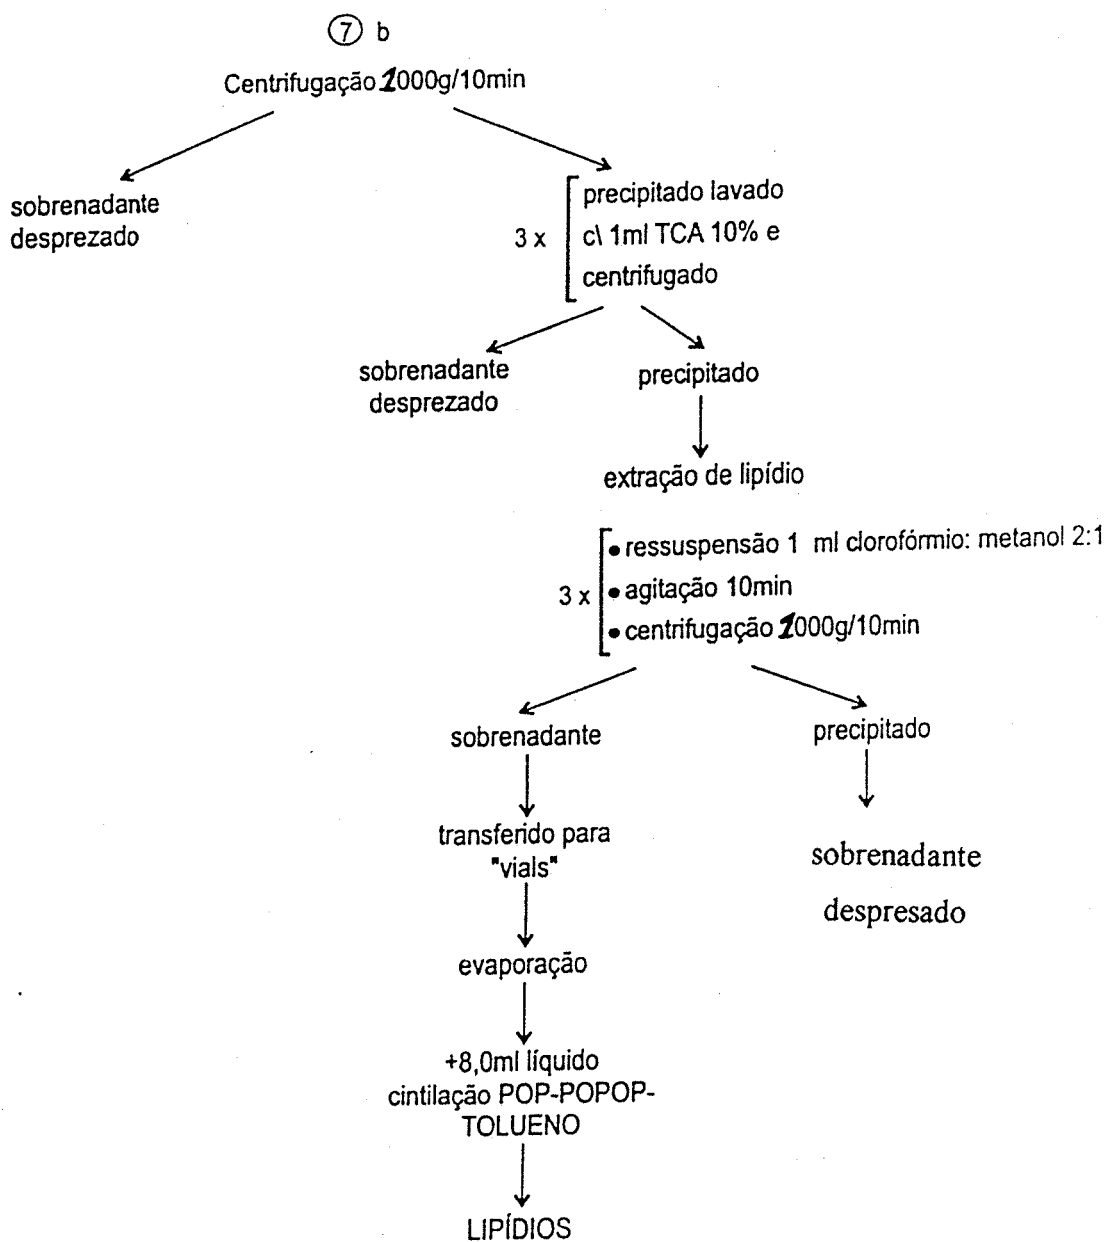 7 b
Centrifugação 1000g/10min
sobrenadante
desprezado
3 x
precipitado lavado
c\ 1ml TCA 10% e
centrifugado
sobrenadante
desprezado
precipitado
extração de lipídio
3 x
• ressuspensão 1 ml clorofórmio: metanol 2:1
• agitação 10min
• centrifugação 1000g/10min
sobrenadante
precipitado
transferido para
"vials"
sobrenadante
despresado
evaporação
+8,0ml líquido
cintilação POP-POPOP-
TOLUENO
LIPÍDIOS